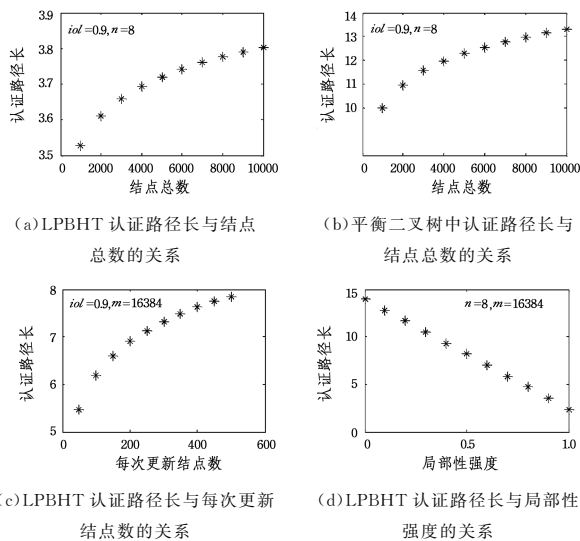 3.9
3.8
3.7
3.6
3.5
iol=0.9,n=8
认证路径长
0 2000 4000 6000 8000 10000
结点总数
(a)LPBHT 认证路径长与结点
总数的关系
14
13
12
11
10
iol=0.9,n=8
认证路径长
0 2000 4000 6000 8000 10000
结点总数
(b)平衡二叉树中认证路径长与
结点总数的关系
8
7
6
5
iol=0.9,m=16384
认证路径长
0 200 400 600
每次更新结点数
(c)LPBHT 认证路径长与每次更新
结点数的关系
15
10
5
0
n=8,m=16384
认证路径长
0 0.5 1.0
局部性强度
(d)LPBHT 认证路径长与局部性
强度的关系